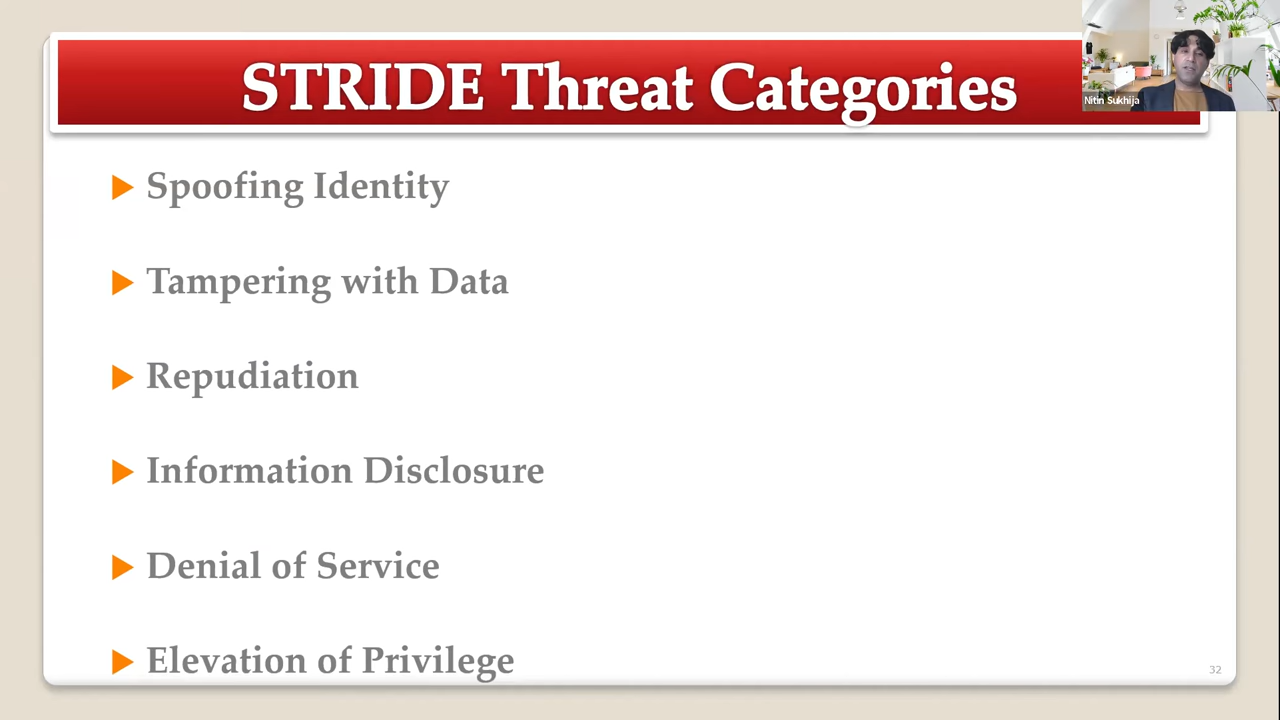 STRIDE Threat Categories
Nitin Sukhija
Spoofing Identity
Tampering with Data
Repudiation
Information Disclosure
Denial of Service
Elevation of Privilege
32